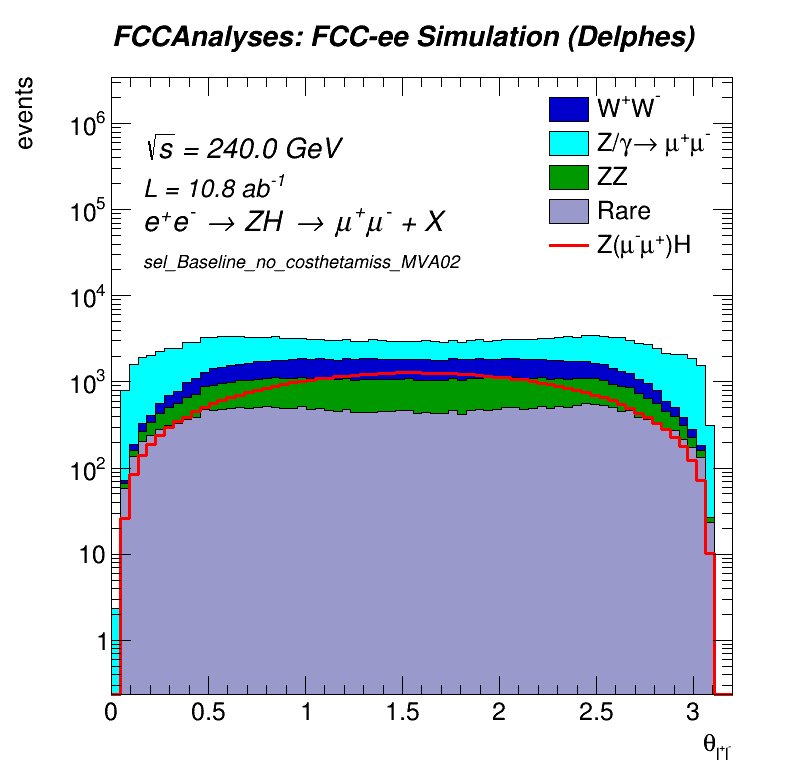 FCCAnalyses: FCC-ee Simulation (Delphes)
events
√s = 240.0 GeV
L = 10.8 ab⁻¹
e⁺e⁻ → ZH → μ⁺μ⁻ + X
sel_Baseline_no_costhetamiss_MVA02
W⁺W⁻
Z/γ→ μ⁺μ⁻
ZZ
Rare
Z(μ⁻μ⁺)H
10⁶
10⁵
10⁴
10³
10²
10
1
0 0.5 1 1.5 2 2.5 3
θ_l⁺l⁻